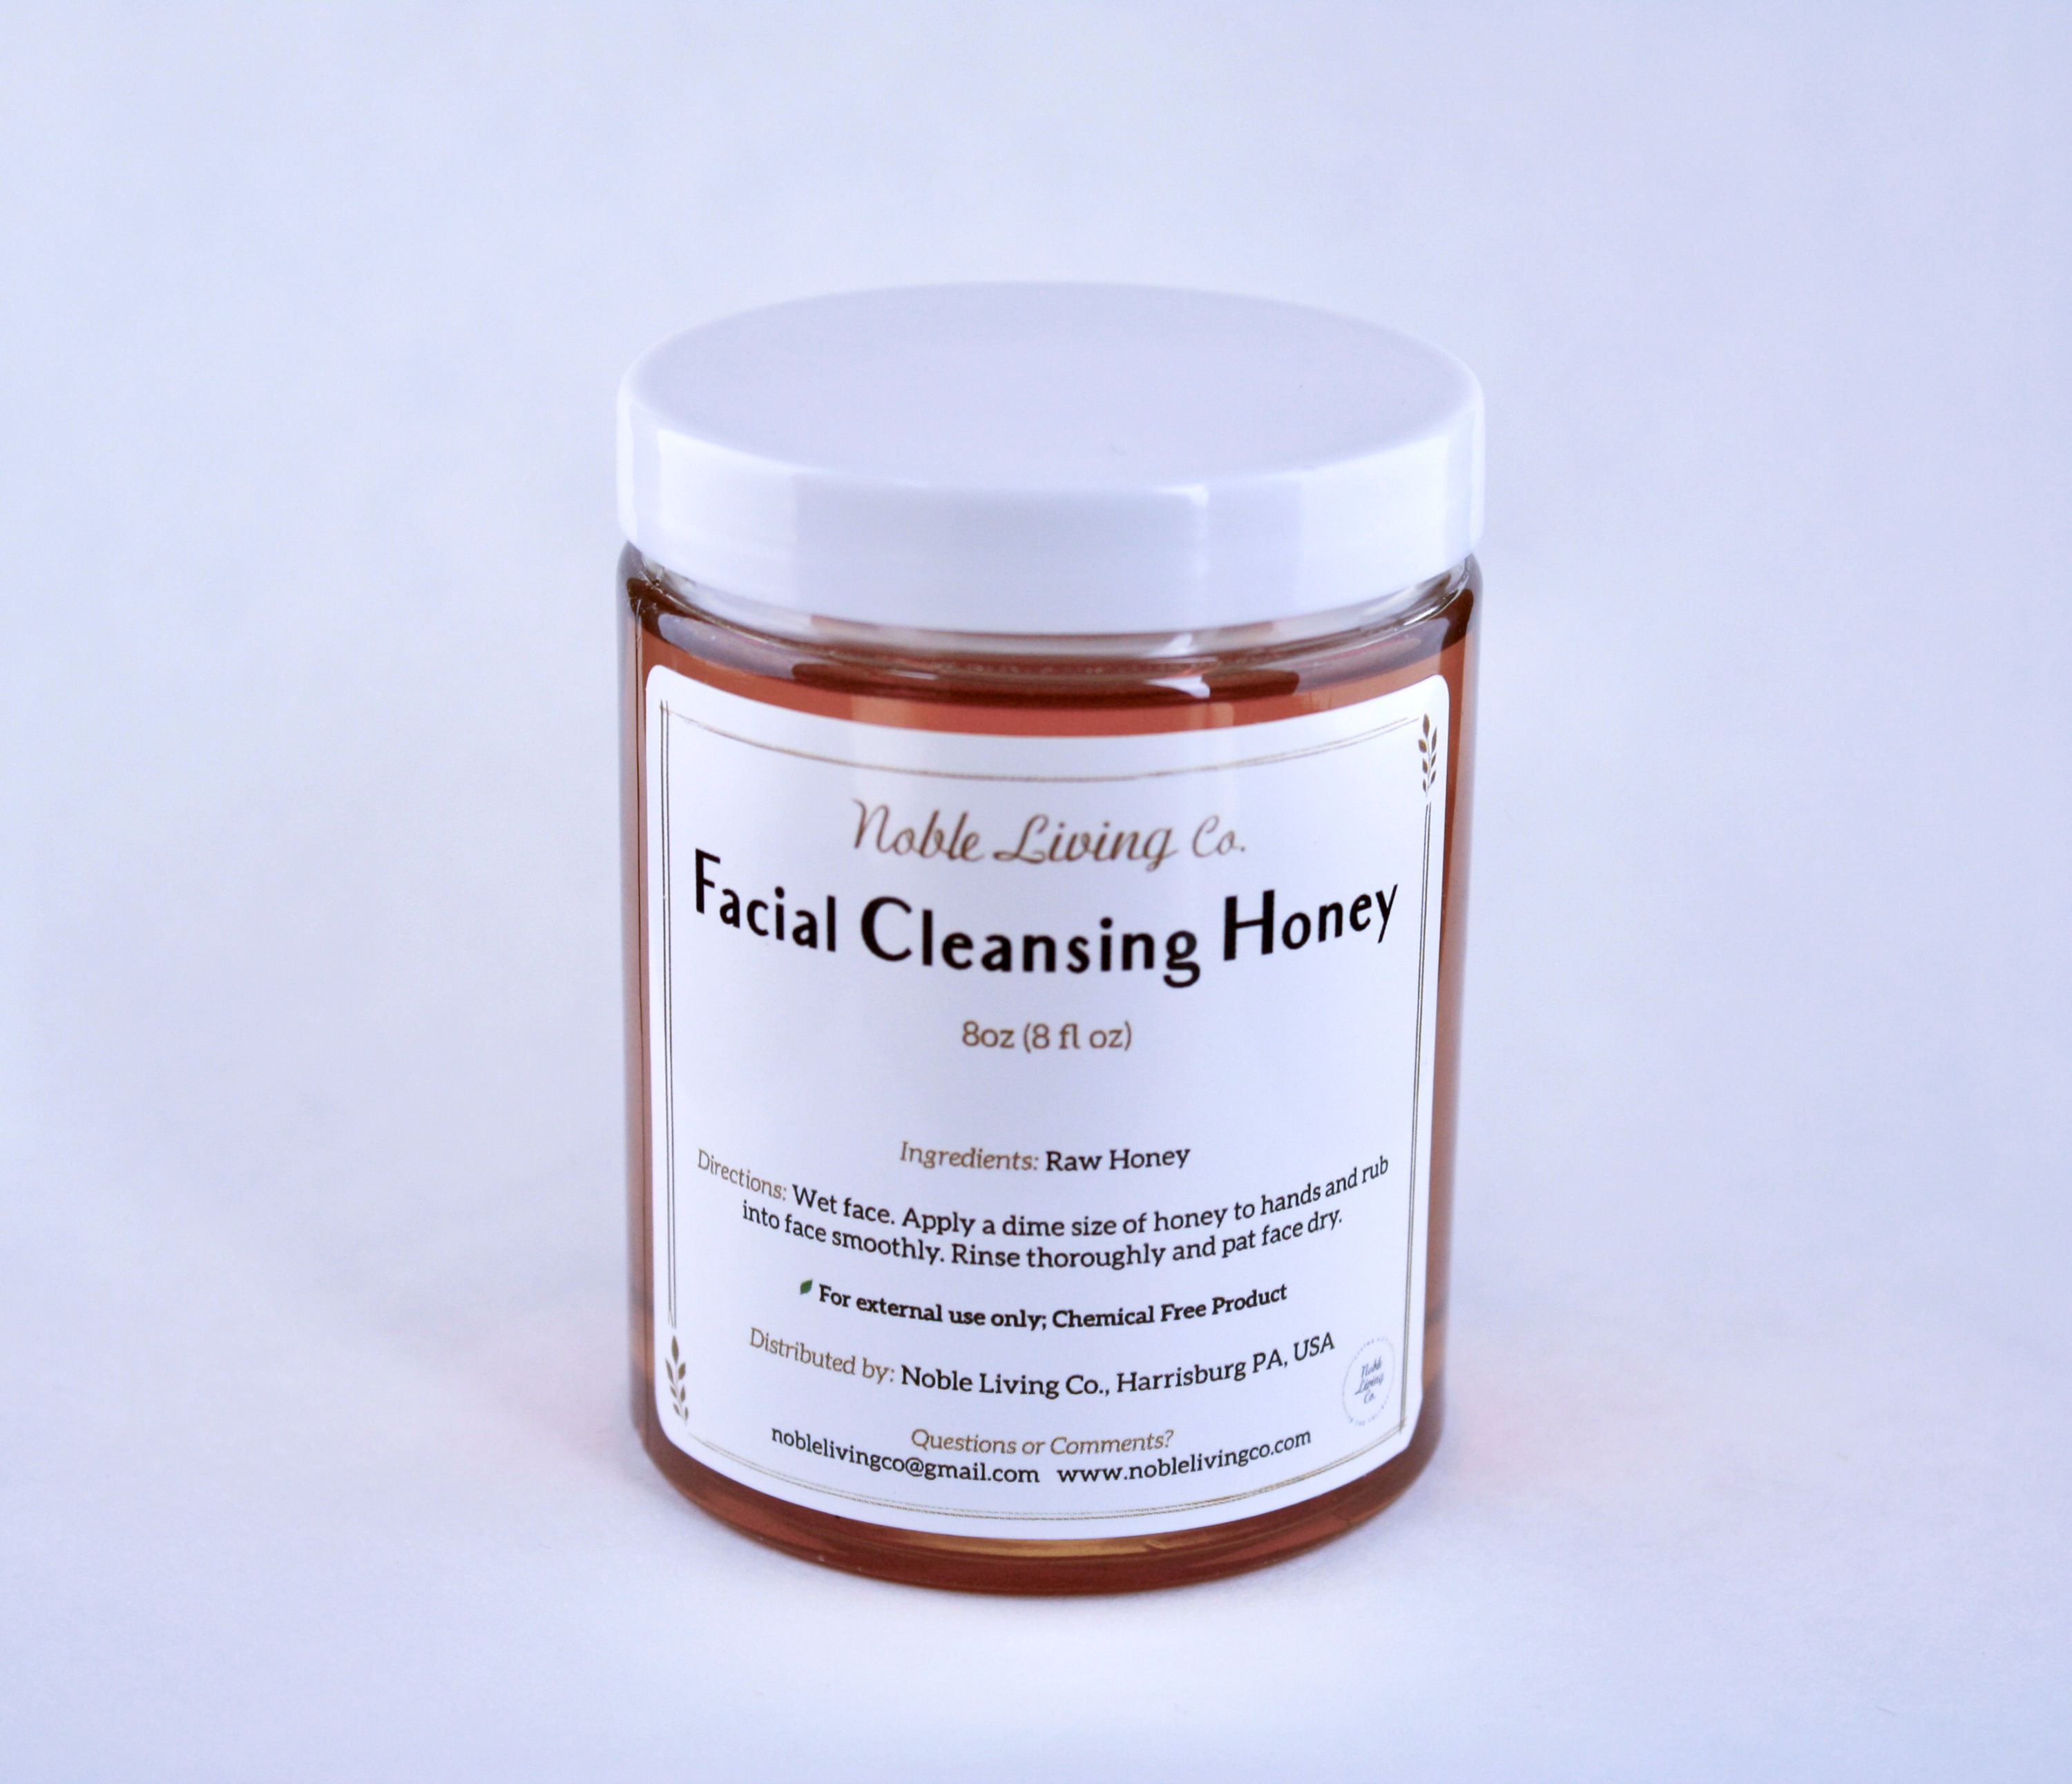 Noble Living Co.
Facial Cleansing Honey
8oz (8 fl oz)
Ingredients: Raw Honey
Directions: Wet face. Apply a dime size of honey to hands and rub
into face smoothly. Rinse thoroughly and pat face dry.
For external use only; Chemical Free Product
Distributed by: Noble Living Co., Harrisburg PA, USA
Noble
Living
Co.
Questions or Comments?
noblelivingco@gmail.com www.noblelivingco.com